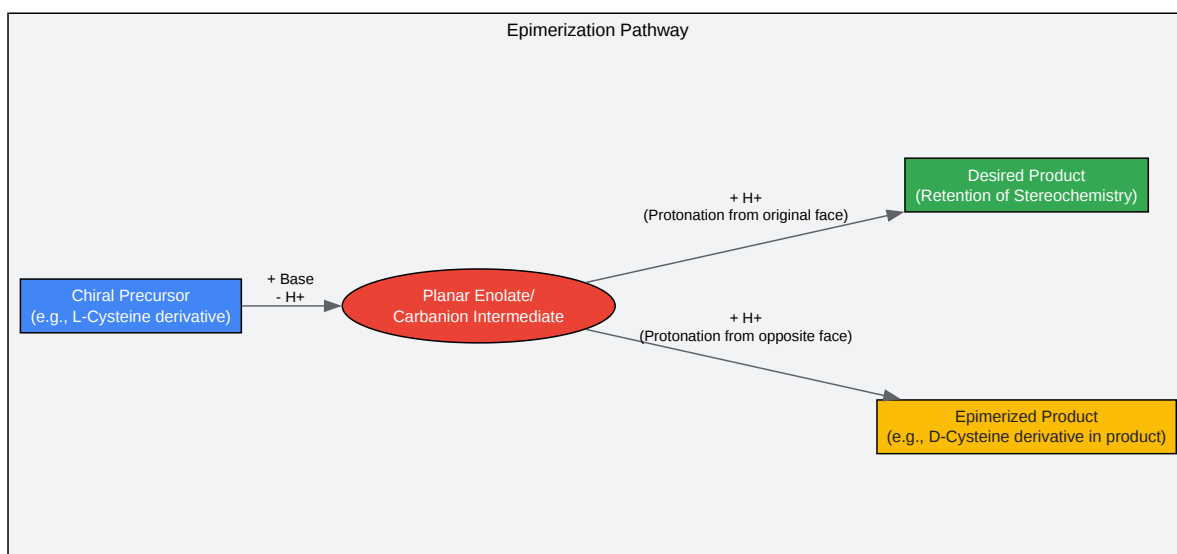 Epimerization Pathway
Chiral Precursor
(e.g., L-Cysteine derivative)
+ Base
- H+
Planar Enolate/
Carbanion Intermediate
+ H+
(Protonation from original face)
Desired Product
(Retention of Stereochemistry)
+ H+
(Protonation from opposite face)
Epimerized Product
(e.g., D-Cysteine derivative in product)